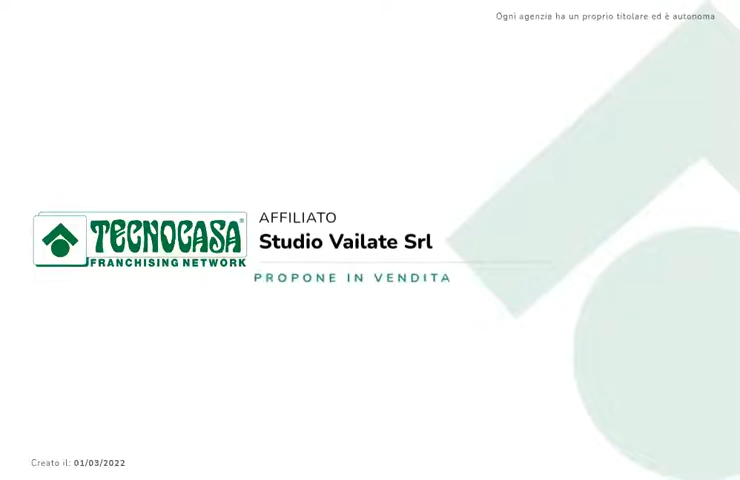 Ogni agenzia ha un proprio titolare ed è autonoma
AFFILIATO
TECNOCASA®
Studio Vailate Srl
FRANCHISING NETWORK
PROPONE IN VENDITA
Creato il: 01/03/2022